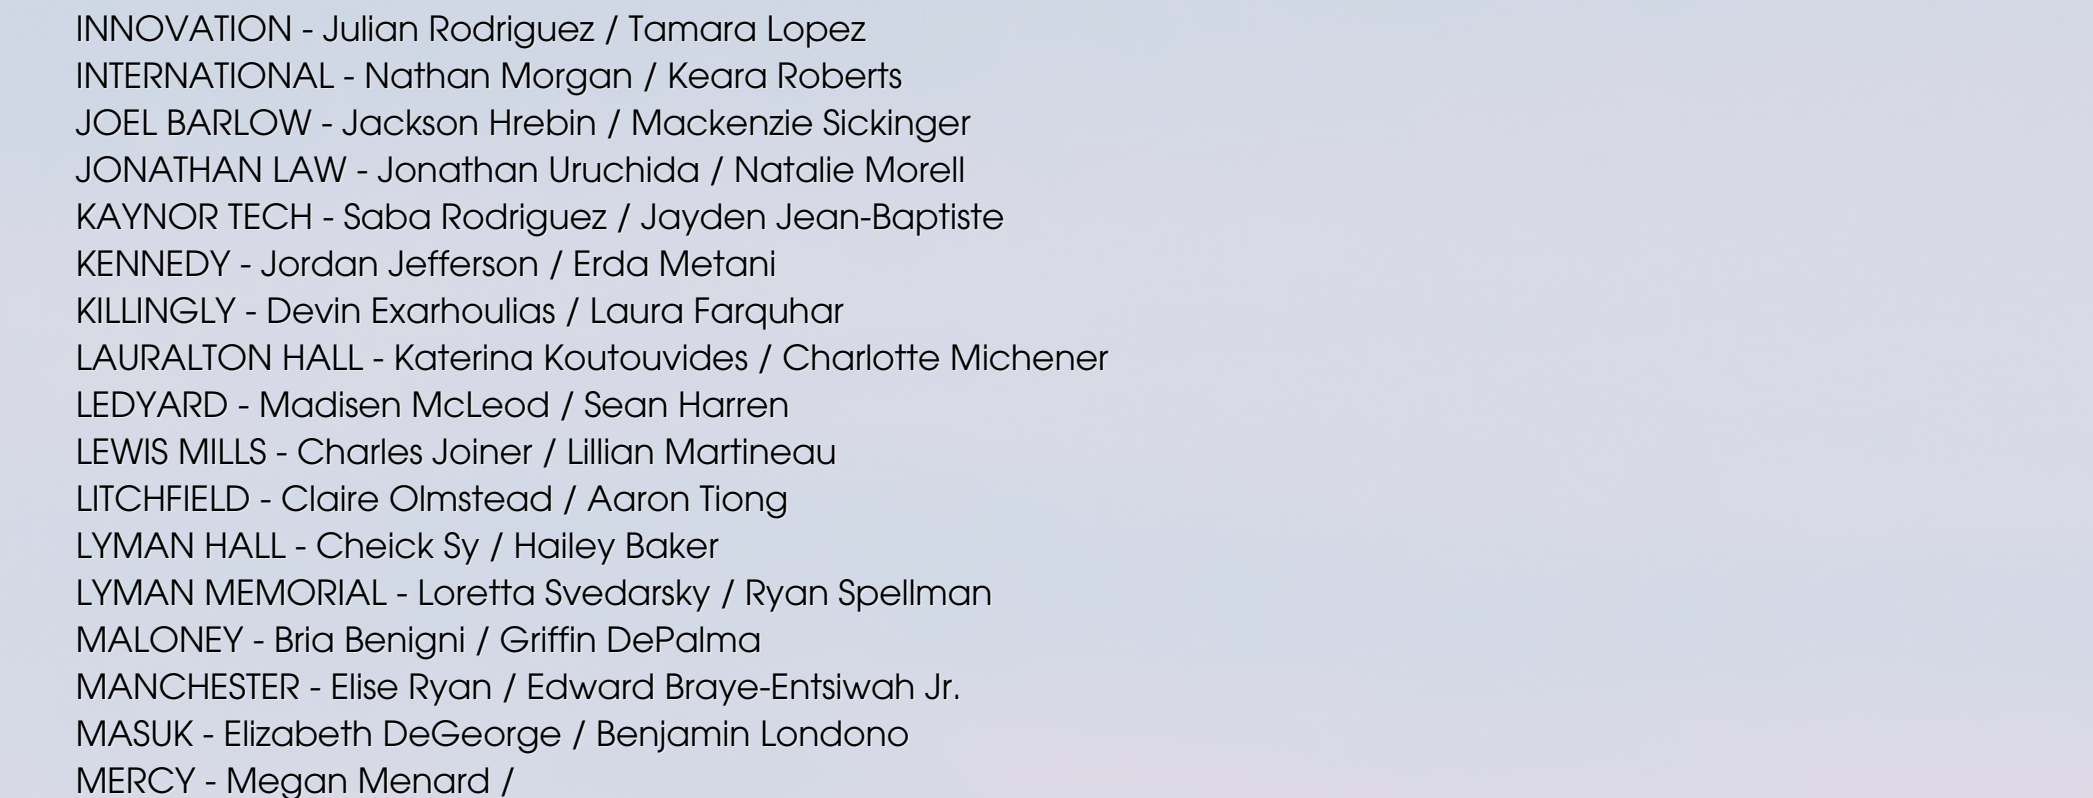 INNOVATION - Julian Rodriguez / Tamara Lopez
INTERNATIONAL - Nathan Morgan / Keara Roberts
JOEL BARLOW - Jackson Hrebin / Mackenzie Sickinger
JONATHAN LAW - Jonathan Uruchida / Natalie Morell
KAYNOR TECH - Saba Rodriguez / Jayden Jean-Baptiste
KENNEDY - Jordan Jefferson / Erda Metani
KILLINGLY - Devin Exarhoulias / Laura Farquhar
LAURALTON HALL - Katerina Koutouvides / Charlotte Michener
LEDYARD - Madisen McLeod / Sean Harren
LEWIS MILLS - Charles Joiner / Lillian Martineau
LITCHFIELD - Claire Olmstead / Aaron Tiong
LYMAN HALL - Cheick Sy / Hailey Baker
LYMAN MEMORIAL - Loretta Svedarsky / Ryan Spellman
MALONEY - Bria Benigni / Griffin DePalma
MANCHESTER - Elise Ryan / Edward Braye-Entsiwah Jr.
MASUK - Elizabeth DeGeorge / Benjamin Londono
MERCY - Megan Menard /